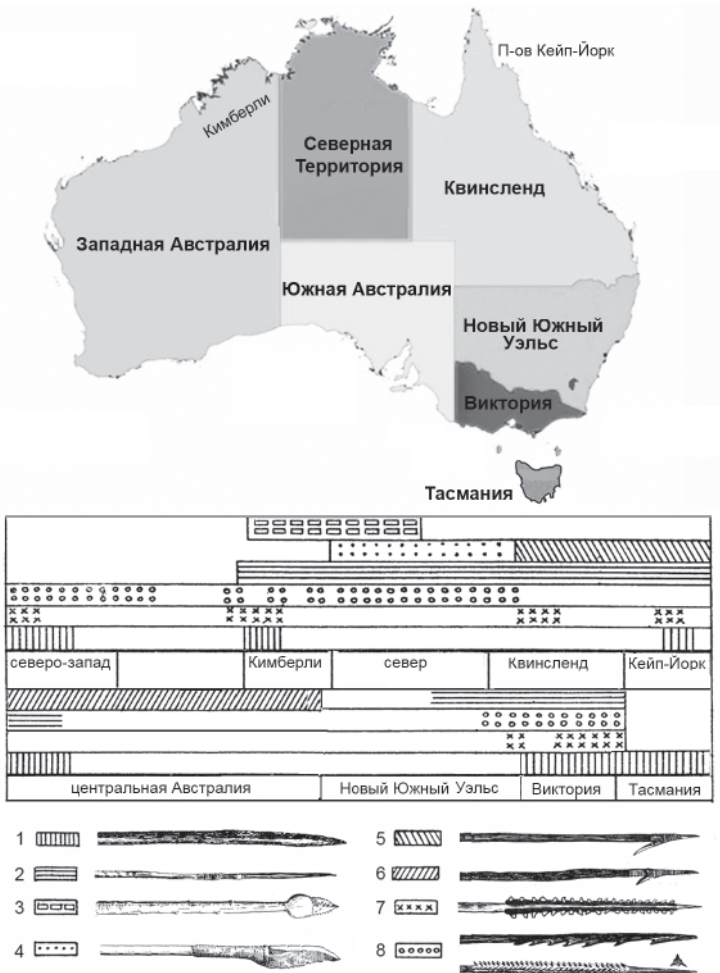 П-ов Кейп-Йорк
Кимберли
Северная
Территория
Квинсленд
Западная Австралия
Южная Австралия
Новый Южный
Уэльс
Виктория
Тасмания
северо-запад Кимберли север Квинсленд Кейп-Йорк
центральная Австралия Новый Южный Уэльс Виктория Тасмания
1 5
2 6
3 7
4 8